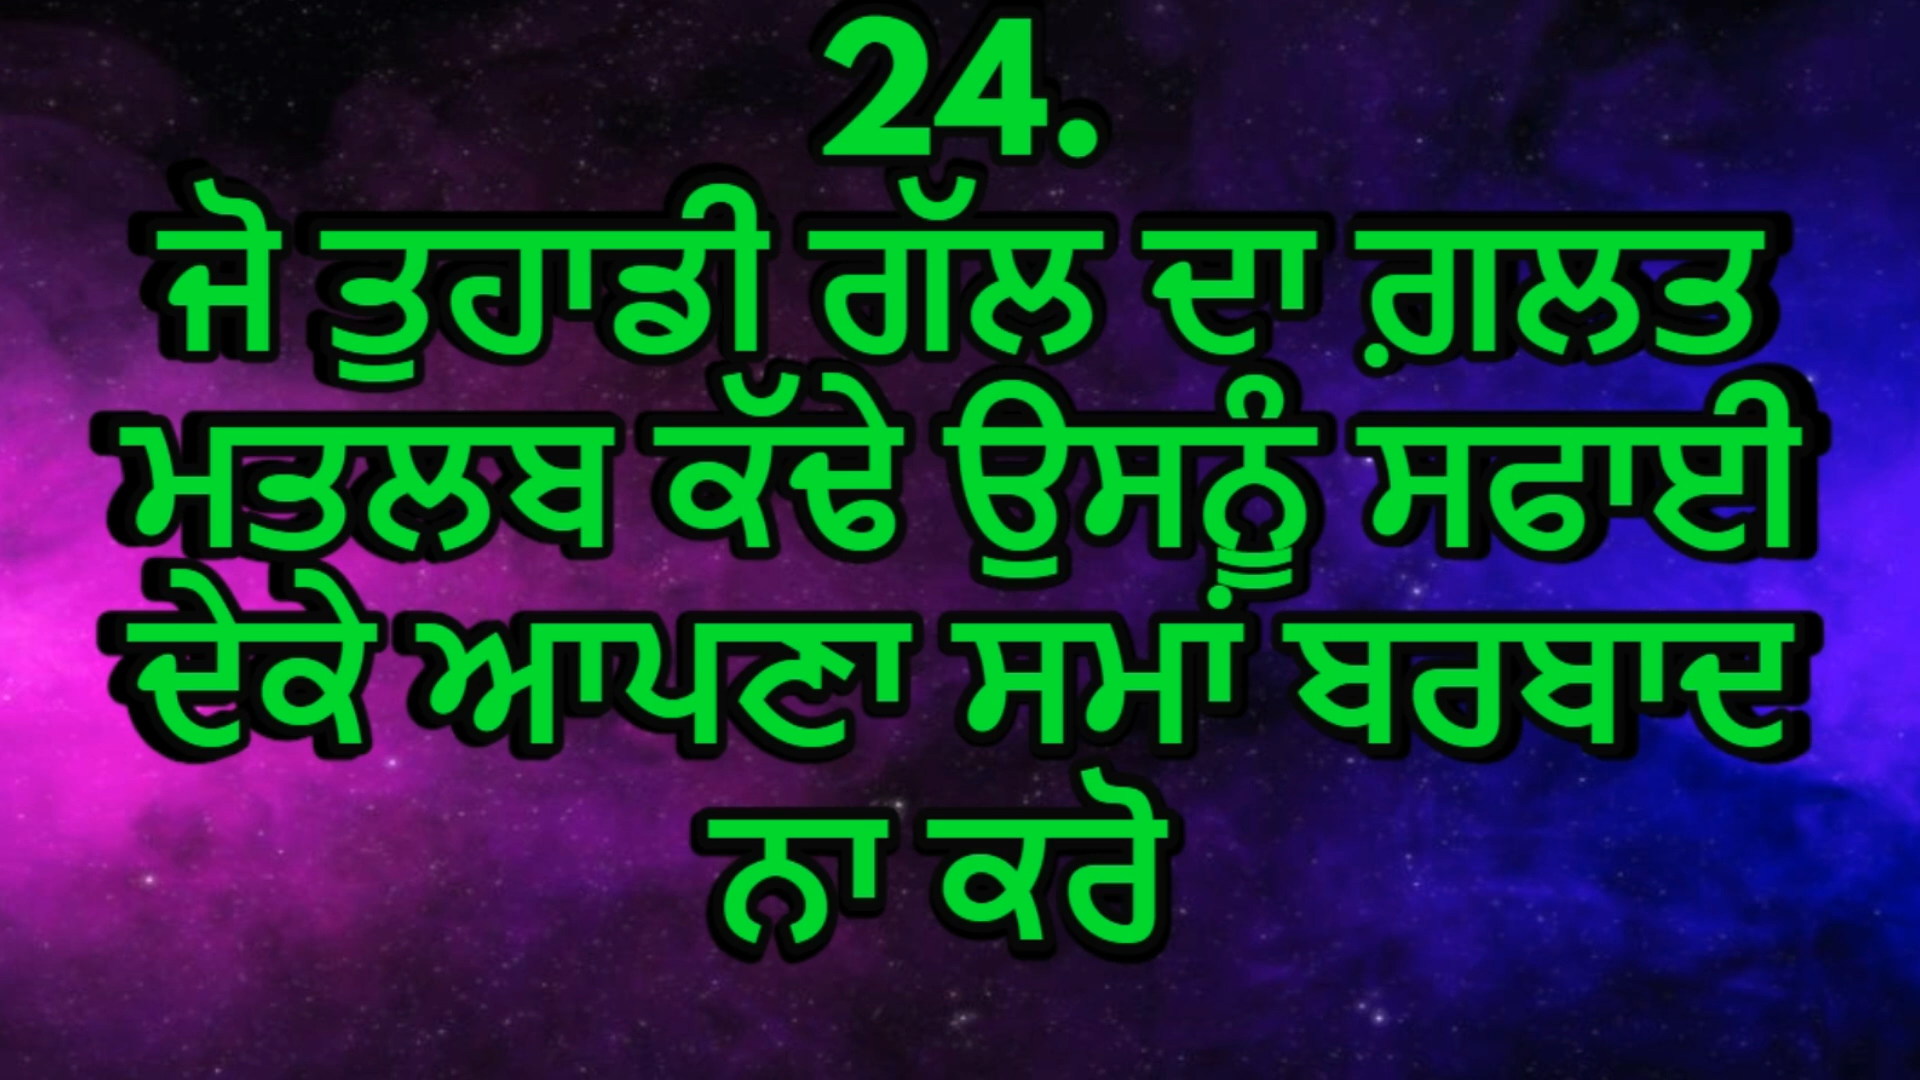 24.
ਜੋ ਤੁਹਾਡੀ ਗੱਲ ਦਾ ਗ਼ਲਤ
ਮਤਲਬ ਕੱਢੇ ਉਸਨੂੰ ਸਫਾਈ
ਦੇਕੇ ਆਪਣਾ ਸਮਾਂ ਬਰਬਾਦ
ਨਾ ਕਰੋ